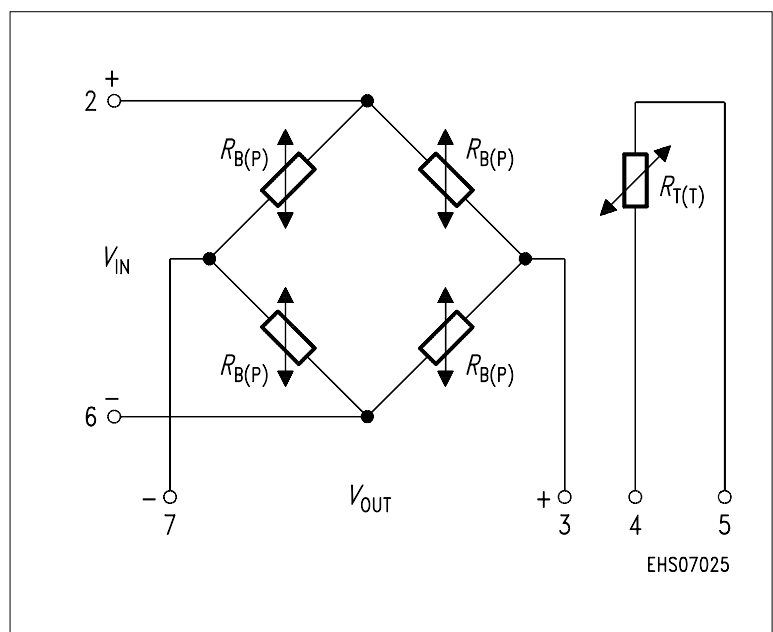 +
2
R_B(P)
R_B(P)
R_T(T)
V_IN
R_B(P)
R_B(P)
6 –
– V_OUT +
7 3 4 5
EHS07025